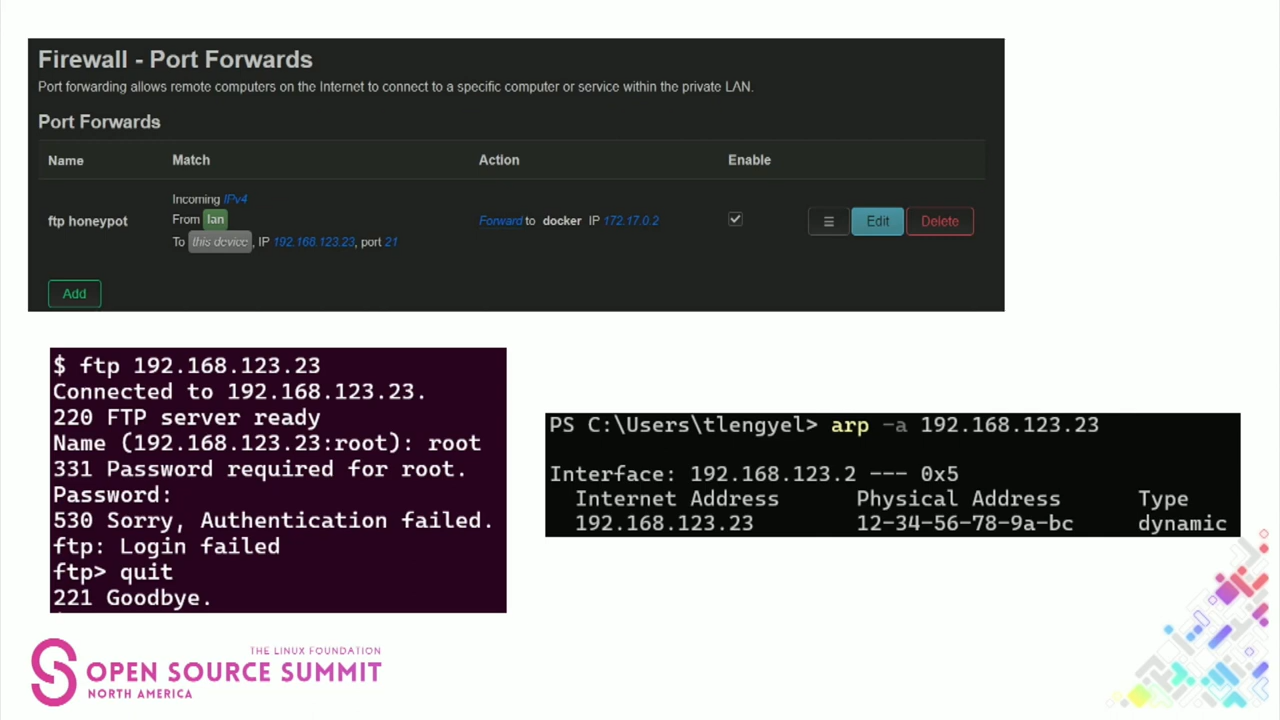 Firewall - Port Forwards
Port forwarding allows remote computers on the Internet to connect to a specific computer or service within the private LAN.
Port Forwards
Name Match Action Enable
Incoming IPv4
From lan
ftp honeypot Forward to docker IP 172.17.0.2 ☰ Edit Delete
To this device, IP 192.168.123.23, port 21
Add
$ ftp 192.168.123.23
Connected to 192.168.123.23.
220 FTP server ready
Name (192.168.123.23:root): root
331 Password required for root.
Password:
530 Sorry, Authentication failed.
ftp: Login failed
ftp> quit
221 Goodbye.
PS C:\Users\tlengyel> arp -a 192.168.123.23
Interface: 192.168.123.2 --- 0x5
Internet Address Physical Address Type
192.168.123.23 12-34-56-78-9a-bc dynamic
THE LINUX FOUNDATION
OPEN SOURCE SUMMIT
NORTH AMERICA